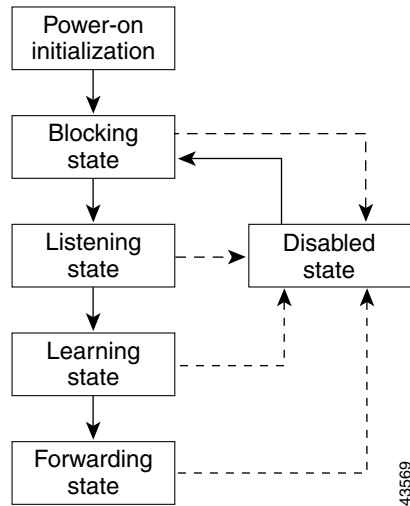 Power-on
initialization
Blocking
state
Listening
state
Disabled
state
Learning
state
Forwarding
state
43569